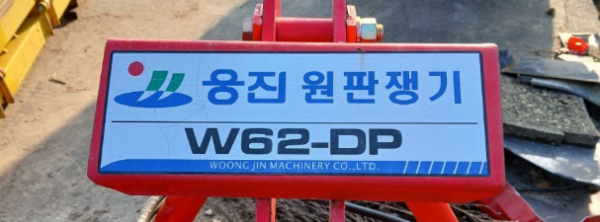 웅진 원판쟁기
W62-DP
WOONG JIN MACHINERY CO.,LTD.